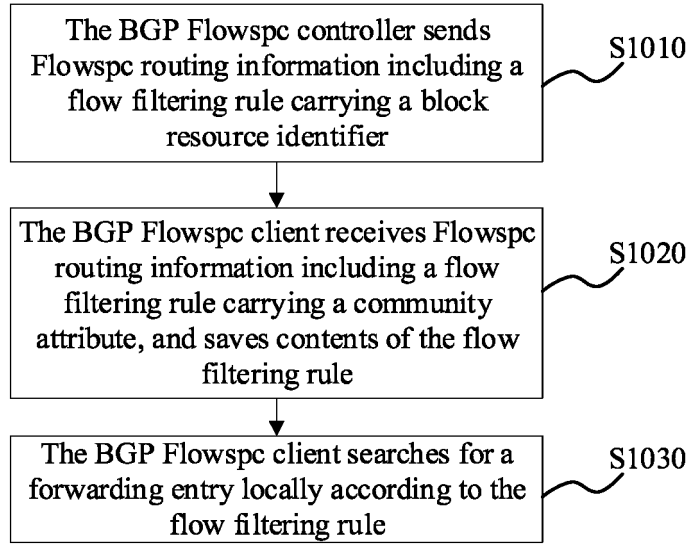 The BGP Flowspc controller sends
Flowspc routing information including a
flow filtering rule carrying a block
resource identifier
S1010
The BGP Flowspc client receives Flowspc
routing information including a flow
filtering rule carrying a community
attribute, and saves contents of the flow
filtering rule
S1020
The BGP Flowspc client searches for a
forwarding entry locally according to the
flow filtering rule
S1030